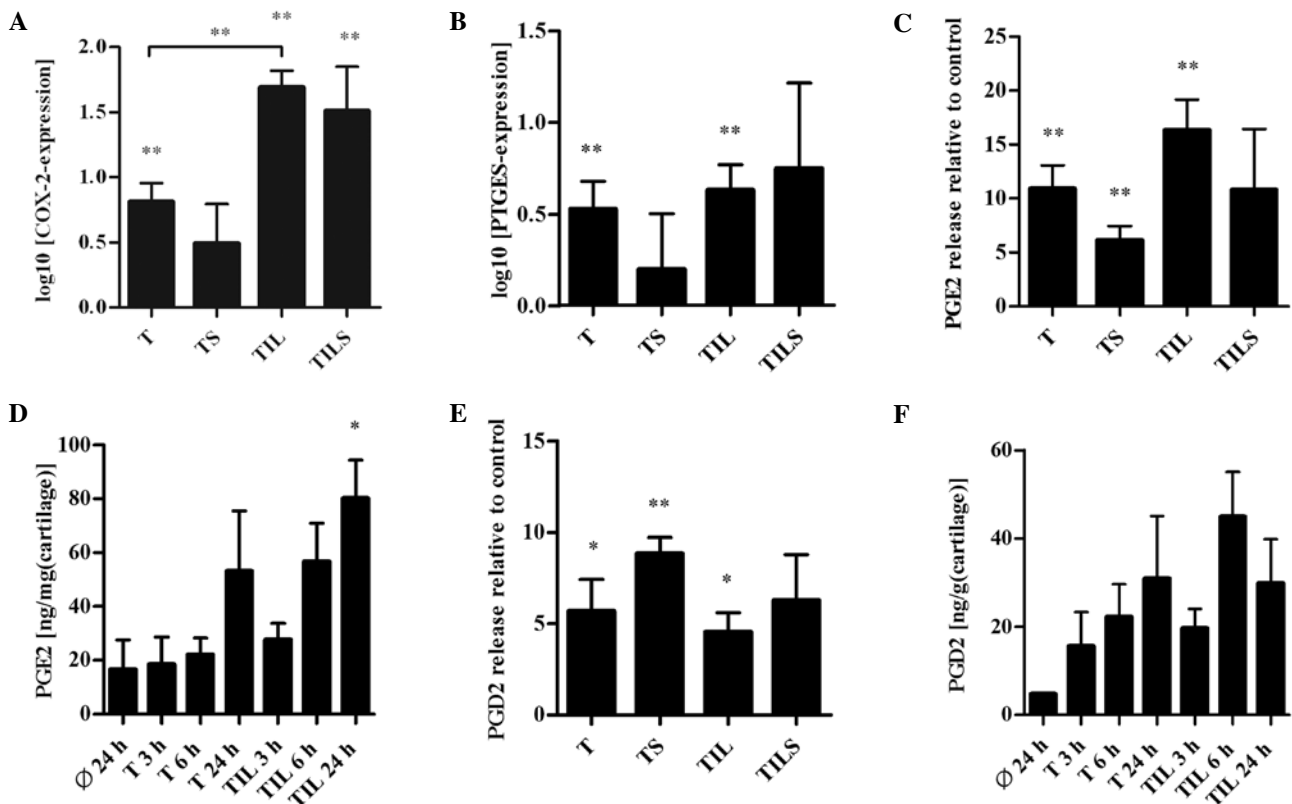 A
log10 [COX-2-expression]
2.0
1.5
1.0
0.5
0.0
**
**
**
**
T
TS
TIL
TILS
B
log10 [PTGES-expression]
1.5
1.0
0.5
0.0
**
**
T
TS
TIL
TILS
C
PGE2 release relative to control
25
20
15
10
5
0
**
**
**
T
TS
TIL
TILS
D
PGE2 [ng/mg(cartilage)]
100
80
60
40
20
0
*
Ø 24 h
T 3 h
T 6 h
T 24 h
TIL 3 h
TIL 6 h
TIL 24 h
E
PGD2 release relative to control
15
10
5
0
*
**
*
T
TS
TIL
TILS
F
PGD2 [ng/g(cartilage)]
60
40
20
0
Ø 24 h
T 3 h
T 6 h
T 24 h
TIL 3 h
TIL 6 h
TIL 24 h